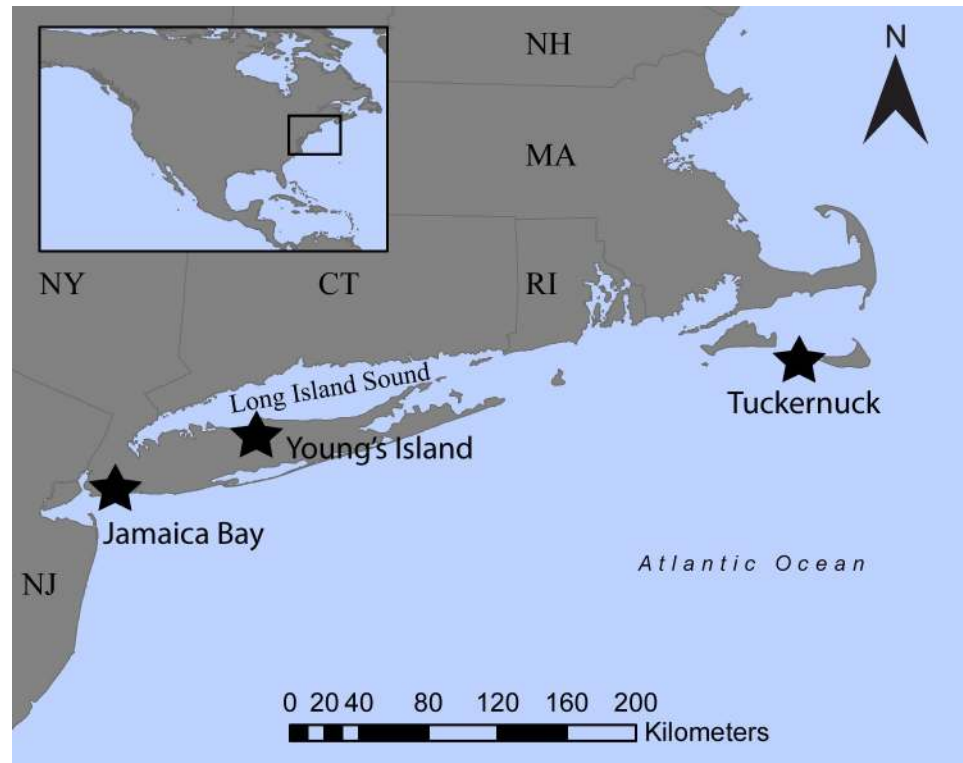 NH
N
MA
NY
CT
RI
Long Island Sound
Tuckernuck
Young's Island
Jamaica Bay
Atlantic Ocean
NJ
0 20 40 80 120 160 200
Kilometers